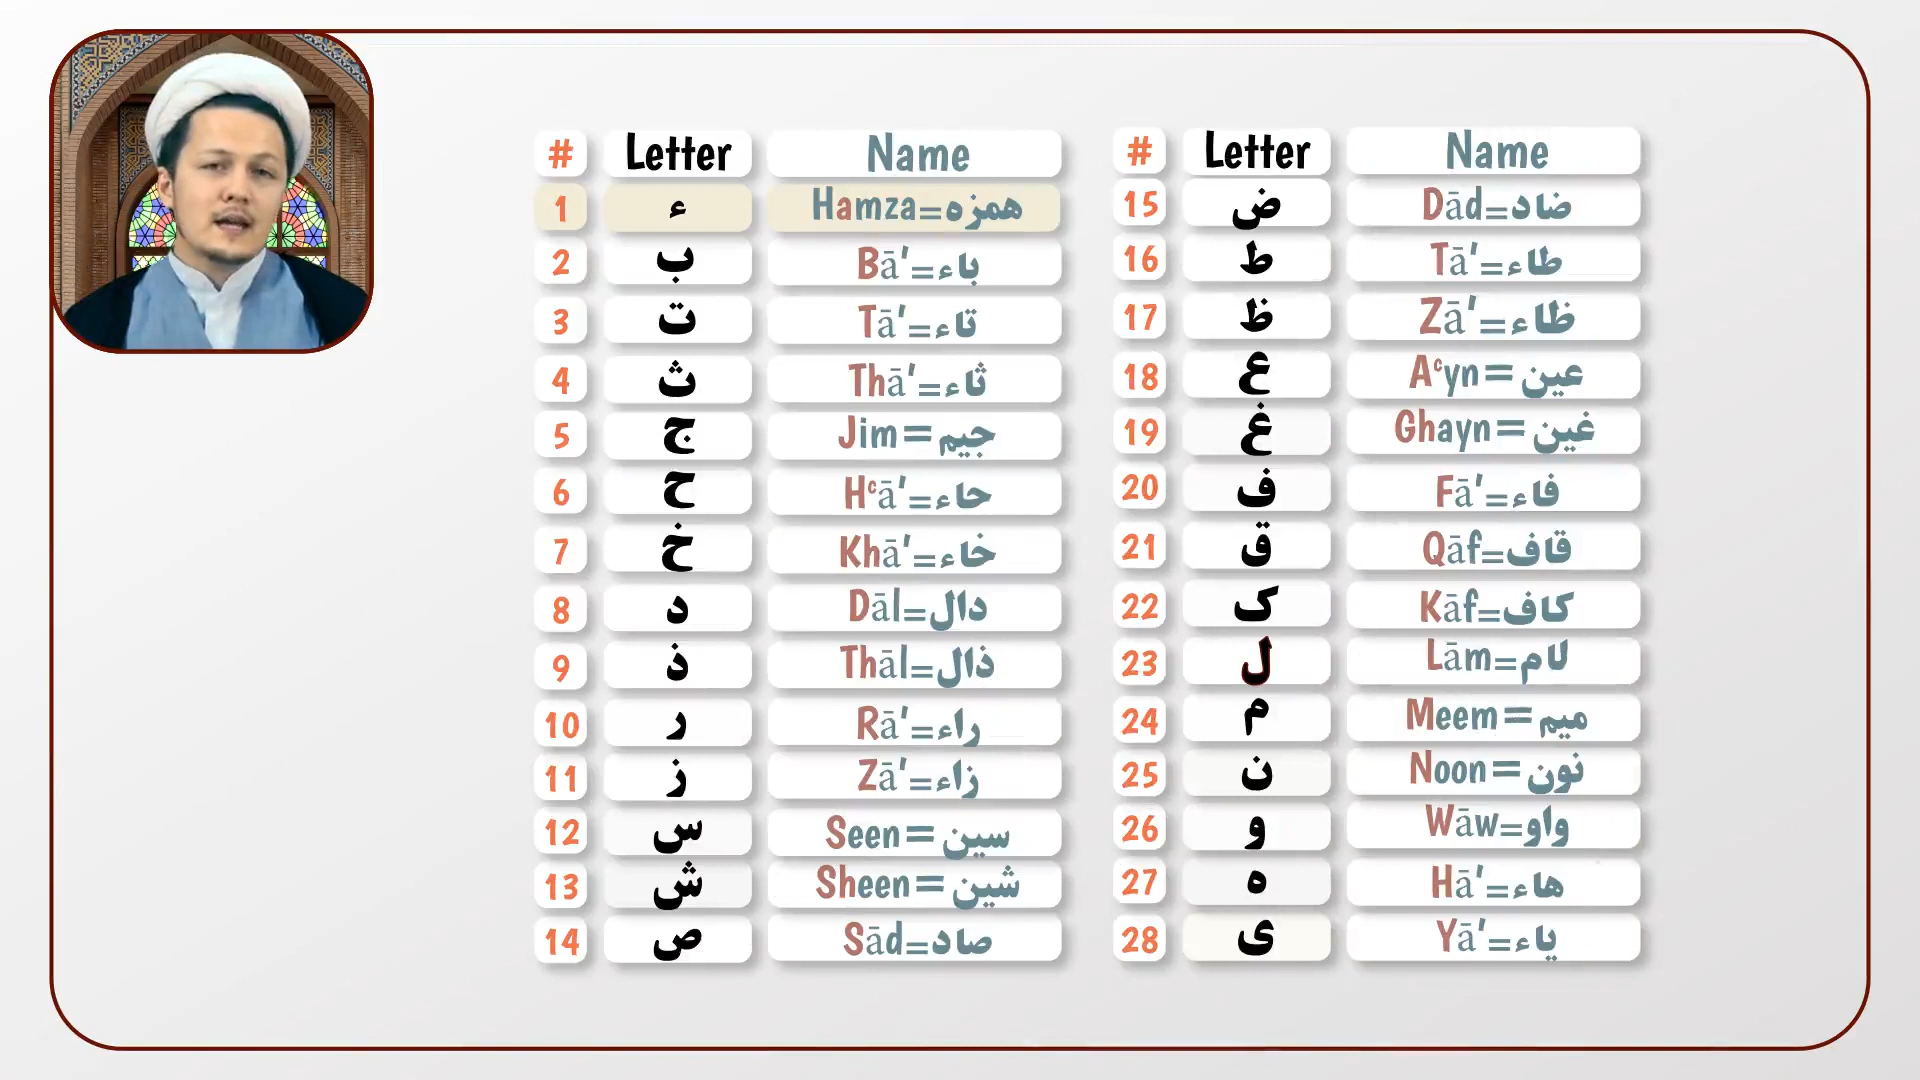 # Letter Name
1 ء Hamza=همزه
2 ب Bā'=باء
3 ت Tā'=تاء
4 ث Thā'=ثاء
5 ج Jim=جيم
6 ح Hᶜā'=حاء
7 خ Khā'=خاء
8 د Dāl=دال
9 ذ Thāl=ذال
10 ر Rā'=راء
11 ز Zā'=زاء
12 س Seen=سين
13 ش Sheen=شين
14 ص Sād=صاد
# Letter Name
15 ض Dād=ضاد
16 ط Tā'=طاء
17 ظ Zā'=ظاء
18 ع Aᶜyn=عين
19 غ Ghayn=غين
20 ف Fā'=فاء
21 ق Qāf=قاف
22 ک Kāf=كاف
23 ل Lām=لام
24 م Meem=ميم
25 ن Noon=نون
26 و Wāw=واو
27 ه Hā'=هاء
28 ى Yā'=ياء